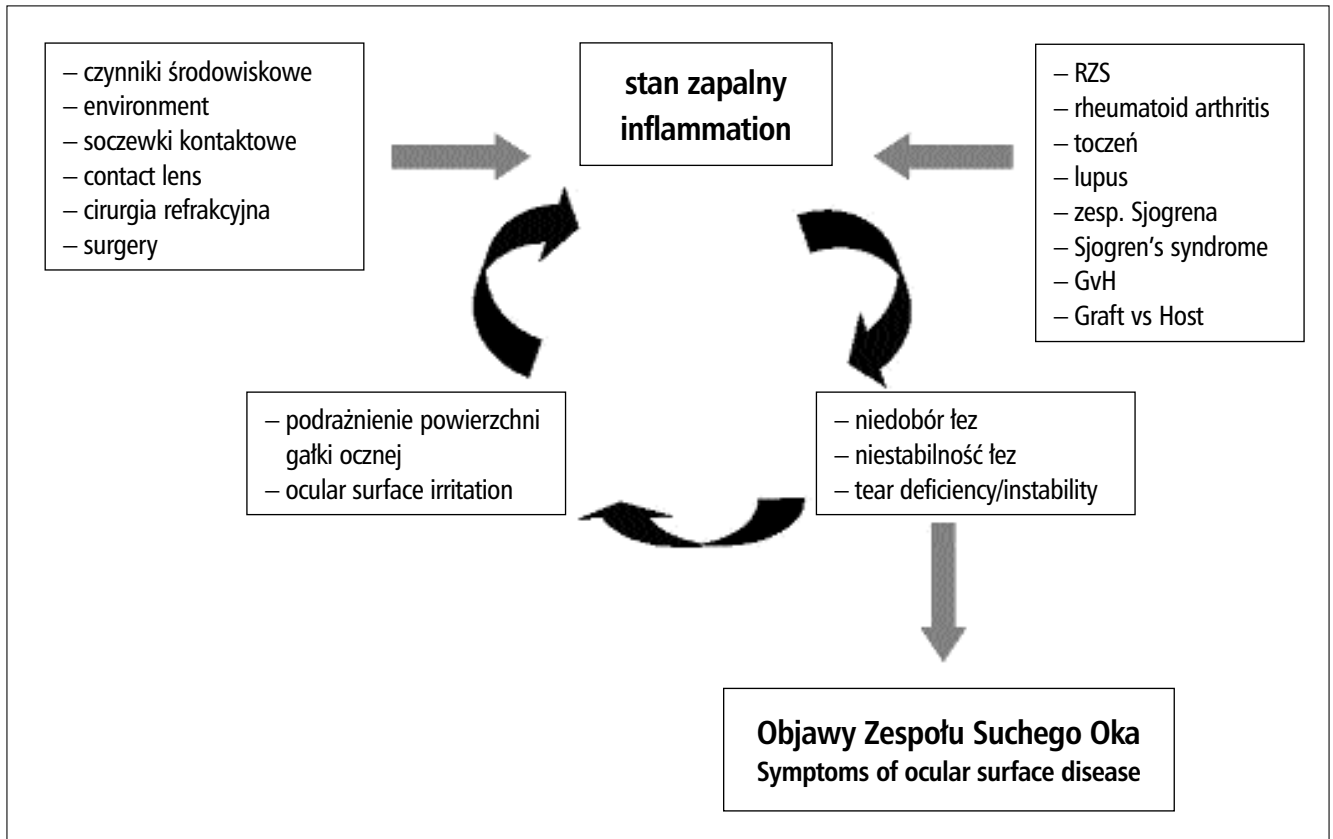 – czynniki środowiskowe
– environment
– soczewki kontaktowe
– contact lens
– cirurgia refrakcyjna
– surgery
stan zapalny
inflammation
– RZS
– rheumatoid arthritis
– toczeń
– lupus
– zesp. Sjogrena
– Sjogren's syndrome
– GvH
– Graft vs Host
– podrażnienie powierzchni
gałki ocznej
– ocular surface irritation
– niedobór łez
– niestabilność łez
– tear deficiency/instability
Objawy Zespołu Suchego Oka
Symptoms of ocular surface disease